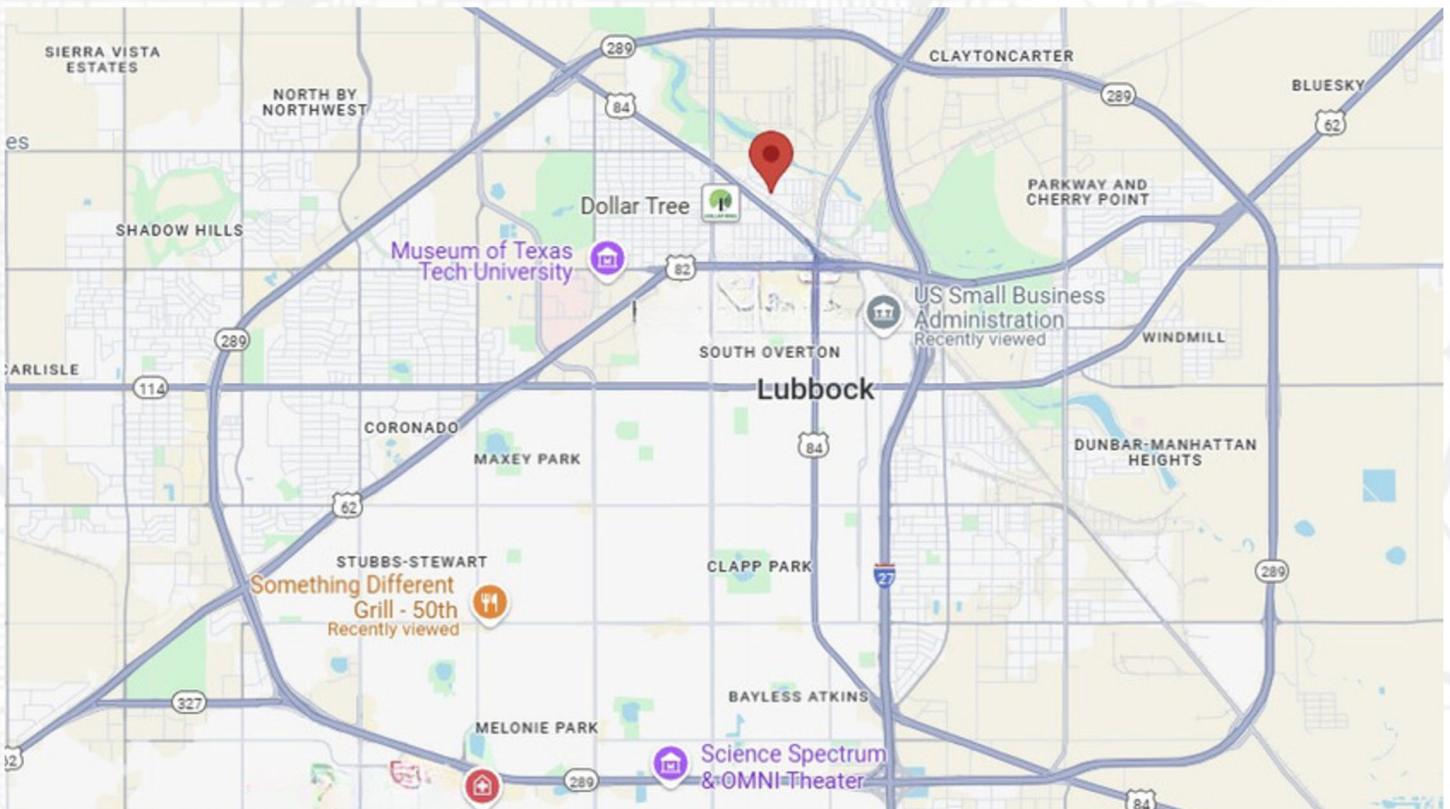 SIERRA VISTA
ESTATES
289
CLAYTONCARTER
NORTH BY
NORTHWEST
84
289
BLUESKY
62
es
PARKWAY AND
CHERRY POINT
Dollar Tree
SHADOW HILLS
Museum of Texas
Tech University
82
US Small Business
Administration
Recently viewed
289
WINDMILL
SOUTH OVERTON
CARLISLE
114
Lubbock
CORONADO
84
DUNBAR-MANHATTAN
HEIGHTS
MAXEY PARK
62
STUBBS-STEWART
CLAPP PARK
27
289
Something Different
Grill - 50th
Recently viewed
327
BAYLESS ATKINS
MELONIE PARK
62
Science Spectrum
& OMNI Theater
289
84